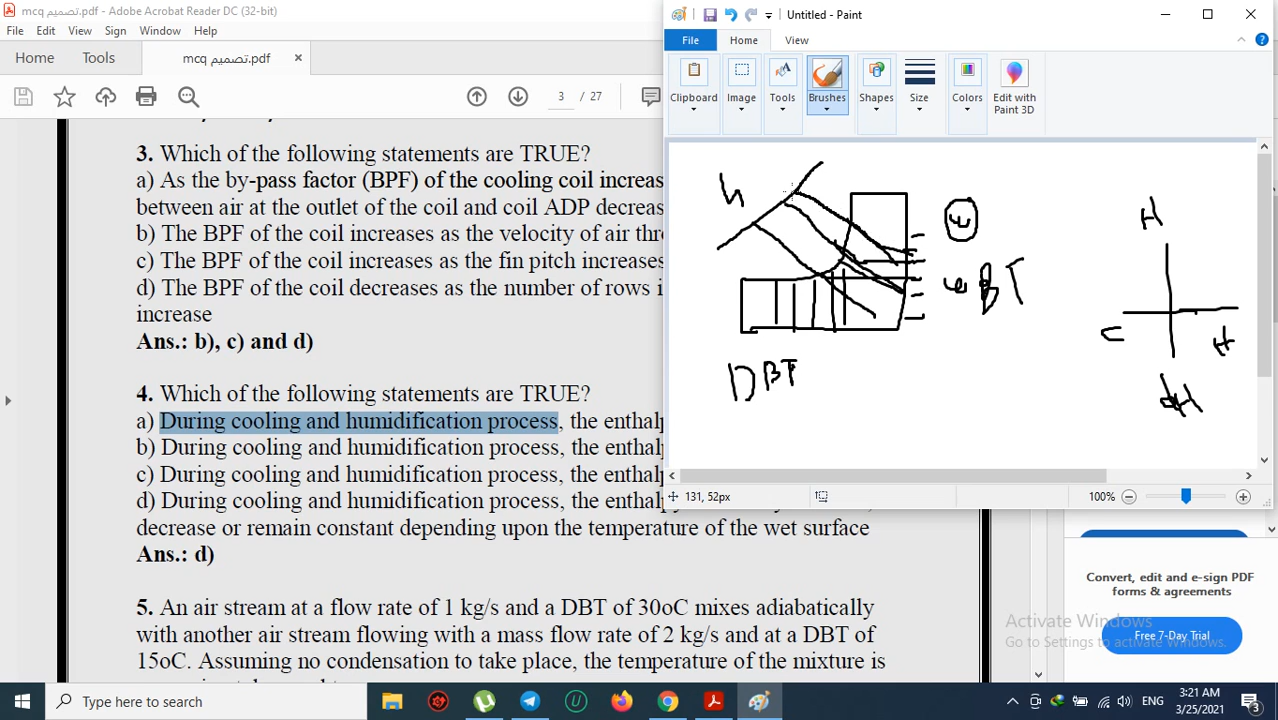 mcq تصميم.pdf - Adobe Acrobat Reader DC (32-bit)
File Edit View Sign Window Help
Home Tools mcq تصميم.pdf ×
3 / 27
3. Which of the following statements are TRUE?
a) As the by-pass factor (BPF) of the cooling coil increas
between air at the outlet of the coil and coil ADP decreas
b) The BPF of the coil increases as the velocity of air thr
c) The BPF of the coil increases as the fin pitch increases
d) The BPF of the coil decreases as the number of rows i
increase
Ans.: b), c) and d)
4. Which of the following statements are TRUE?
a) During cooling and humidification process, the enthalp
b) During cooling and humidification process, the enthalp
c) During cooling and humidification process, the enthalp
d) During cooling and humidification process, the enthalp
decrease or remain constant depending upon the temperature of the wet surface
Ans.: d)
5. An air stream at a flow rate of 1 kg/s and a DBT of 30oC mixes adiabatically
with another air stream flowing with a mass flow rate of 2 kg/s and at a DBT of
15oC. Assuming no condensation to take place, the temperature of the mixture is
Untitled - Paint
File Home View
Clipboard Image Tools Brushes Shapes Size Colors Edit with
Paint 3D
h
H
W
WBT
C H
DBT
dH
131, 52px 100%
Convert, edit and e-sign PDF
forms & agreements
Activate Windows
Go to Settings to activate Windows.
Free 7-Day Trial
Type here to search
ENG
3:21 AM
3/25/2021
3